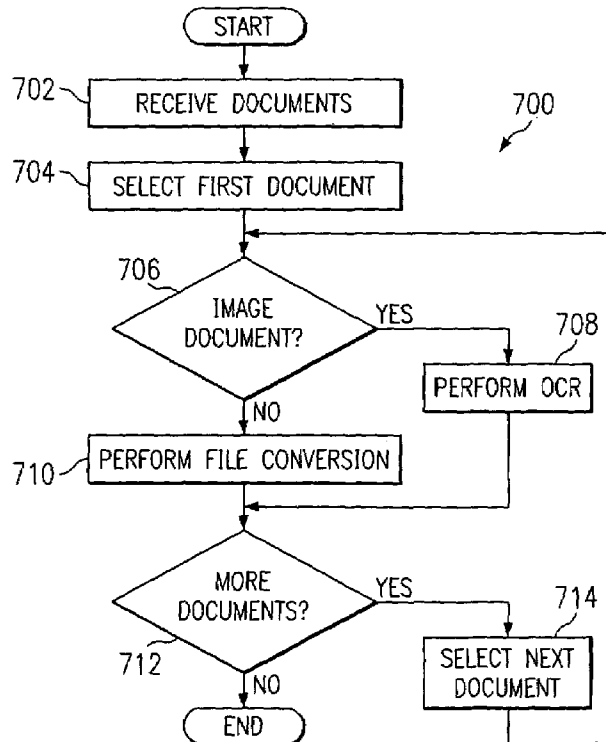 START
702
RECEIVE DOCUMENTS
700
704
SELECT FIRST DOCUMENT
706
IMAGE
DOCUMENT?
YES
708
PERFORM OCR
NO
710
PERFORM FILE CONVERSION
MORE
DOCUMENTS?
YES
714
712
SELECT NEXT
DOCUMENT
NO
END